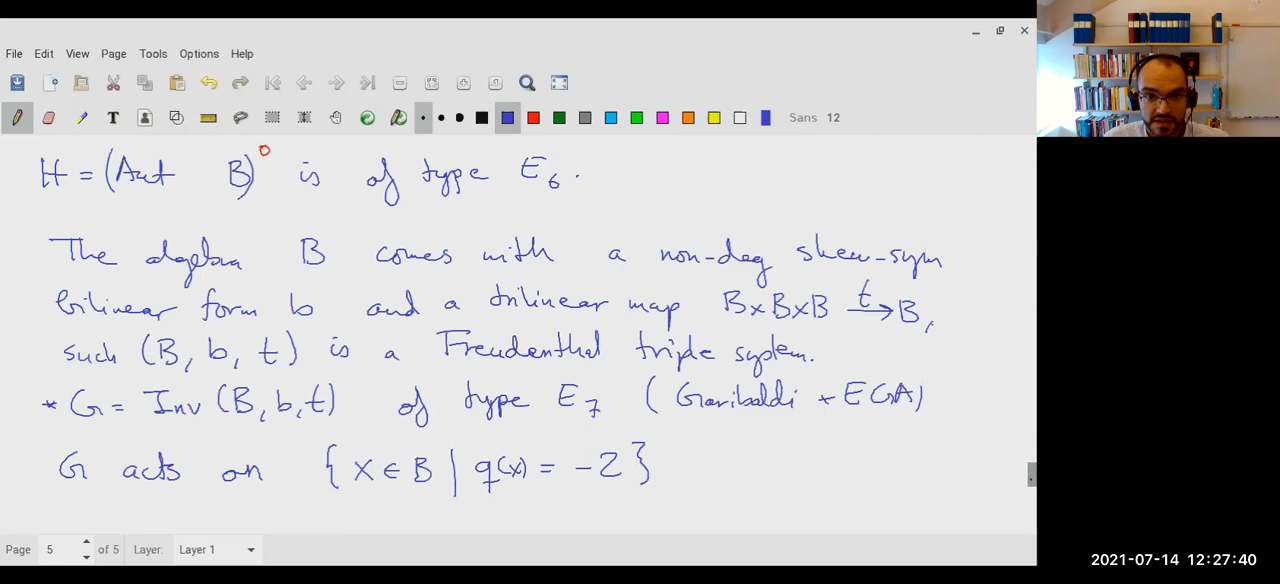 File Edit View Page Tools Options Help
Sans 12
H = (Aut B)° is of type E₆.
The algebra B comes with a non-deg skew-sym
bilinear form b and a trilinear map B×B×B →ᵗ B,
such (B, b, t) is a Freudenthal triple system.
* G = Inv (B, b, t) of type E₇ (Garibaldi + EGA)
G acts on { x ∈ B | q(x) = -2 }
Page 5 of 5 Layer: Layer 1
2021-07-14 12:27:40